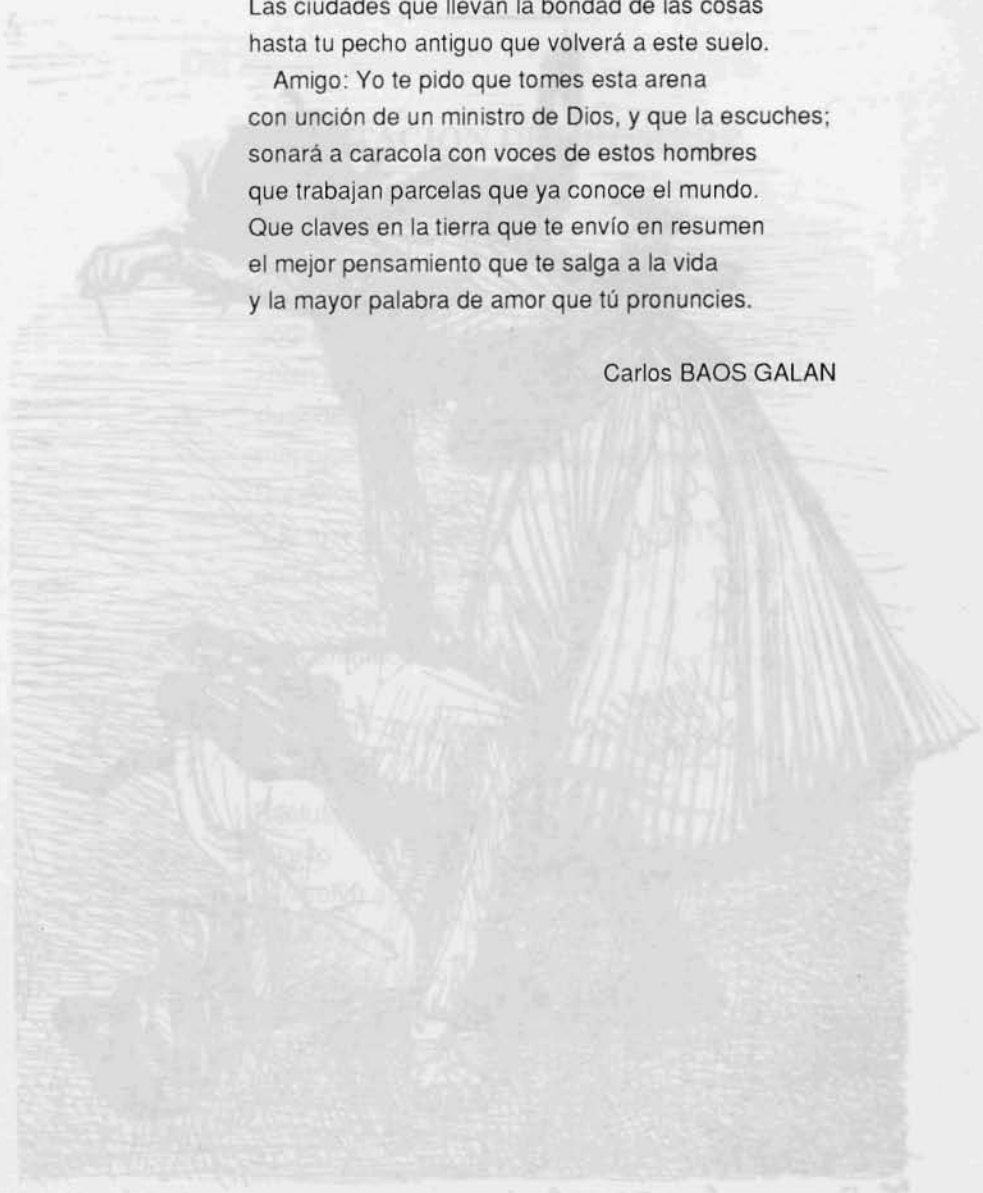 Las ciudades que llevan la bondad de las cosas
hasta tu pecho antiguo que volverá a este suelo.
Amigo: Yo te pido que tomes esta arena
con unción de un ministro de Dios, y que la escuches;
sonará a caracola con voces de estos hombres
que trabajan parcelas que ya conoce el mundo.
Que claves en la tierra que te envío en resumen
el mejor pensamiento que te salga a la vida
y la mayor palabra de amor que tú pronuncies.
Carlos BAOS GALAN